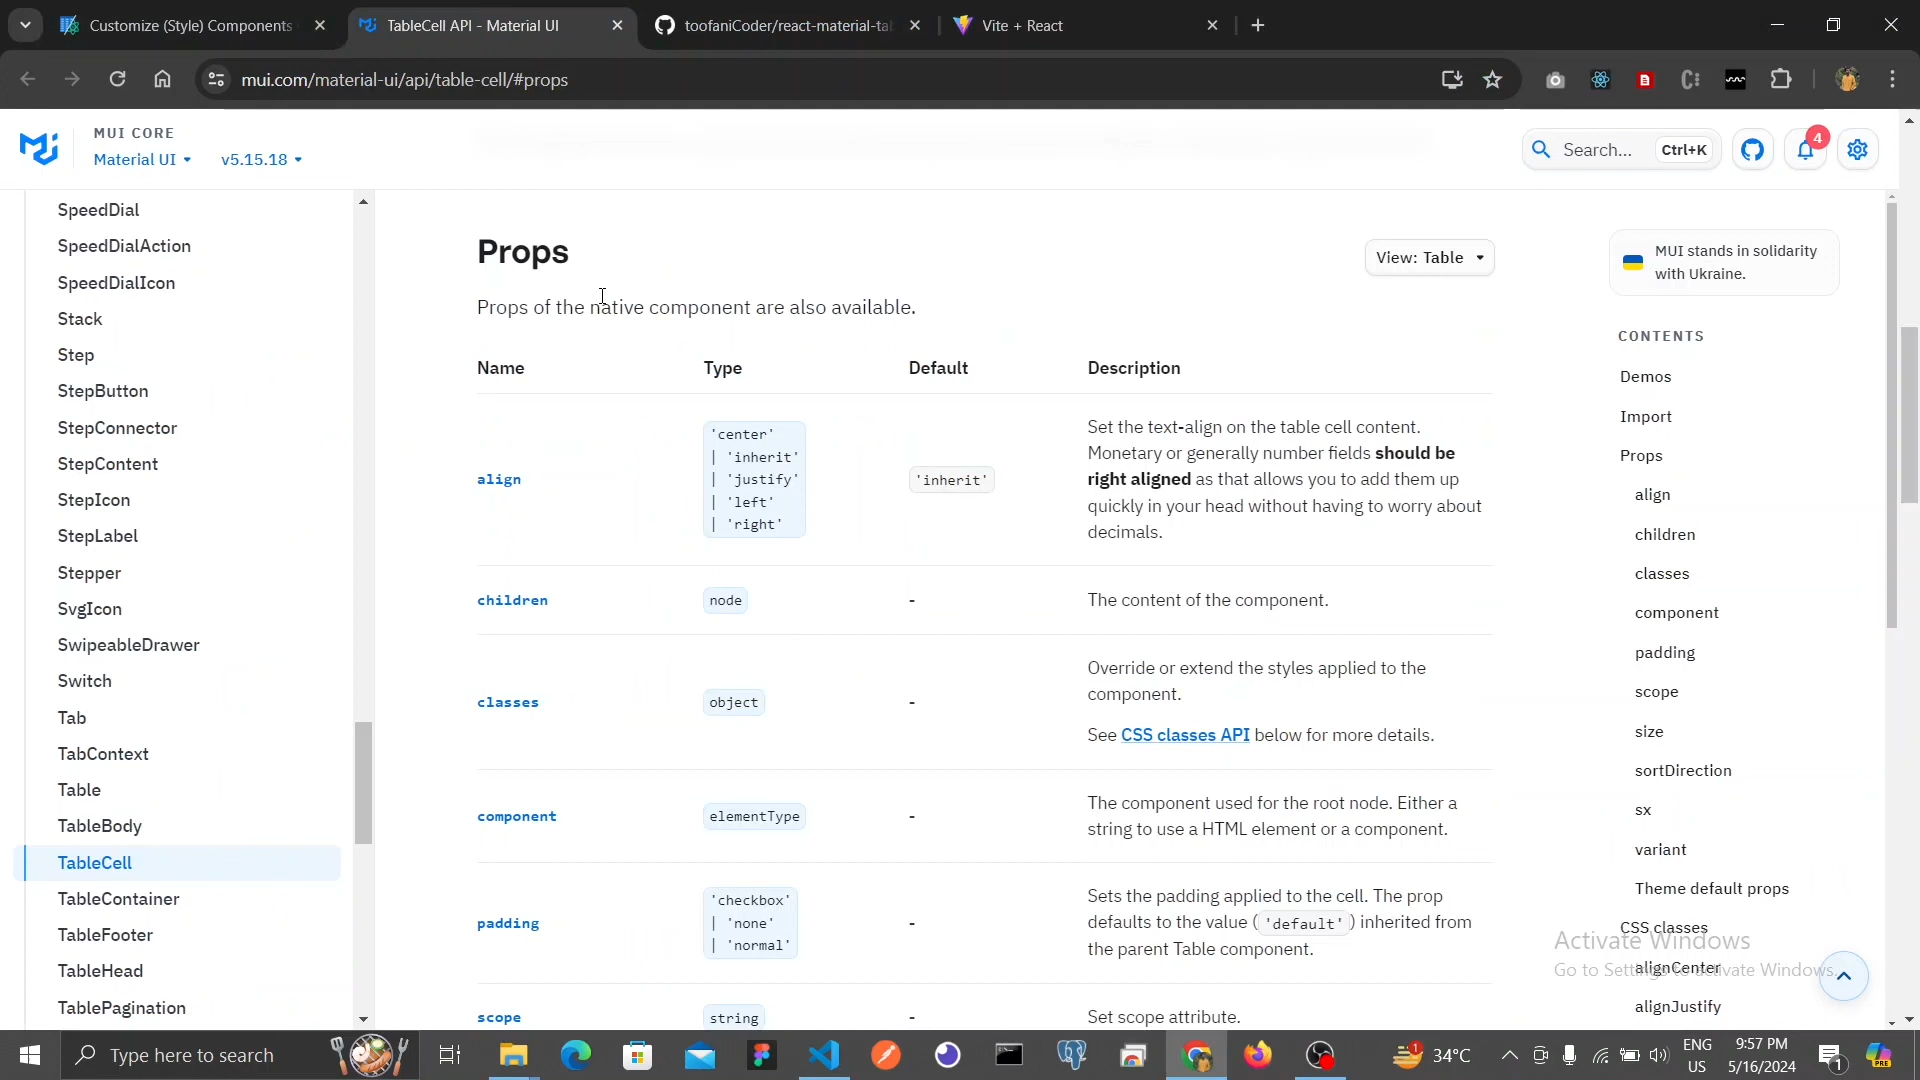 Customize (Style) Components
TableCell API - Material UI
toofaniCoder/react-material-tab
Vite + React
mui.com/material-ui/api/table-cell/#props
MUI CORE
Material UI
v5.15.18
Search...
Ctrl+K
4
SpeedDial
SpeedDialAction
SpeedDialIcon
Stack
Step
StepButton
StepConnector
StepContent
StepIcon
StepLabel
Stepper
SvgIcon
SwipeableDrawer
Switch
Tab
TabContext
Table
TableBody
TableCell
TableContainer
TableFooter
TableHead
TablePagination
Props
View: Table
Props of the native component are also available.
Name Type Default Description
align
'center'
| 'inherit'
| 'justify'
| 'left'
| 'right'
'inherit'
Set the text-align on the table cell content.
Monetary or generally number fields should be
right aligned as that allows you to add them up
quickly in your head without having to worry about
decimals.
children node - The content of the component.
classes object -
Override or extend the styles applied to the
component.
See CSS classes API below for more details.
component elementType -
The component used for the root node. Either a
string to use a HTML element or a component.
padding
'checkbox'
| 'none'
| 'normal'
-
Sets the padding applied to the cell. The prop
defaults to the value ('default') inherited from
the parent Table component.
scope string - Set scope attribute.
MUI stands in solidarity
with Ukraine.
CONTENTS
Demos
Import
Props
align
children
classes
component
padding
scope
size
sortDirection
sx
variant
Theme default props
CSS classes
alignCenter
alignJustify
Activate Windows
Go to Settings to activate Windows.
Type here to search
1
34°C
ENG
US
9:57 PM
5/16/2024
1
PRE